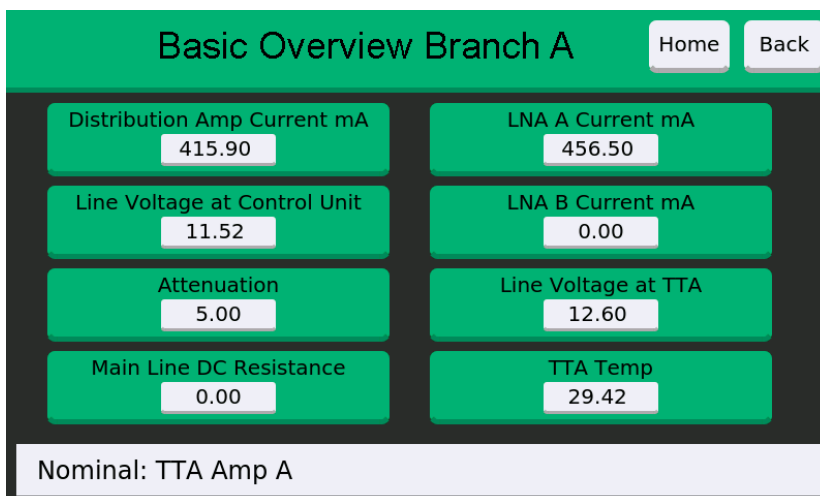 Basic Overview Branch A
Home
Back
Distribution Amp Current mA
415.90
LNA A Current mA
456.50
Line Voltage at Control Unit
11.52
LNA B Current mA
0.00
Attenuation
5.00
Line Voltage at TTA
12.60
Main Line DC Resistance
0.00
TTA Temp
29.42
Nominal: TTA Amp A